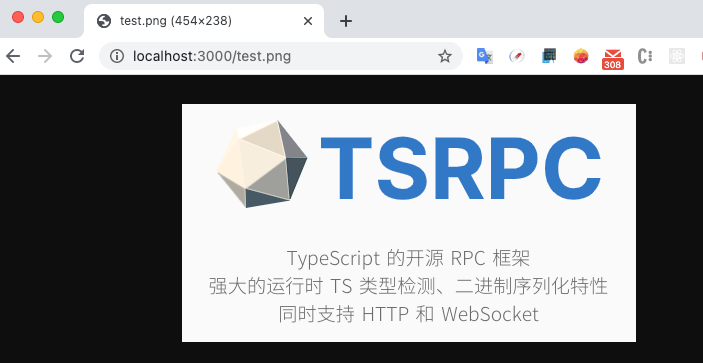 test.png (454×238)
localhost:3000/test.png
308
TSRPC
TypeScript 的开源 RPC 框架
强大的运行时 TS 类型检测、二进制序列化特性
同时支持 HTTP 和 WebSocket